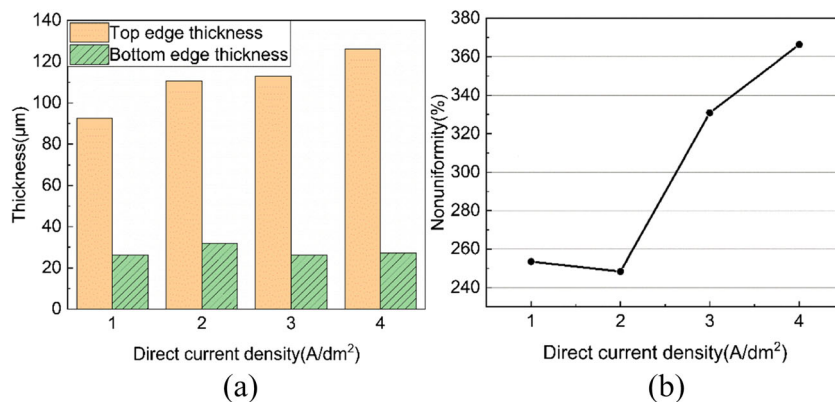 Top edge thickness
Bottom edge thickness
Thickness(μm)
140
120
100
80
60
40
20
0
1 2 3 4
Direct current density(A/dm²)
(a)
Nonuniformity(%)
380
360
340
320
300
280
260
240
1 2 3 4
Direct current density(A/dm²)
(b)